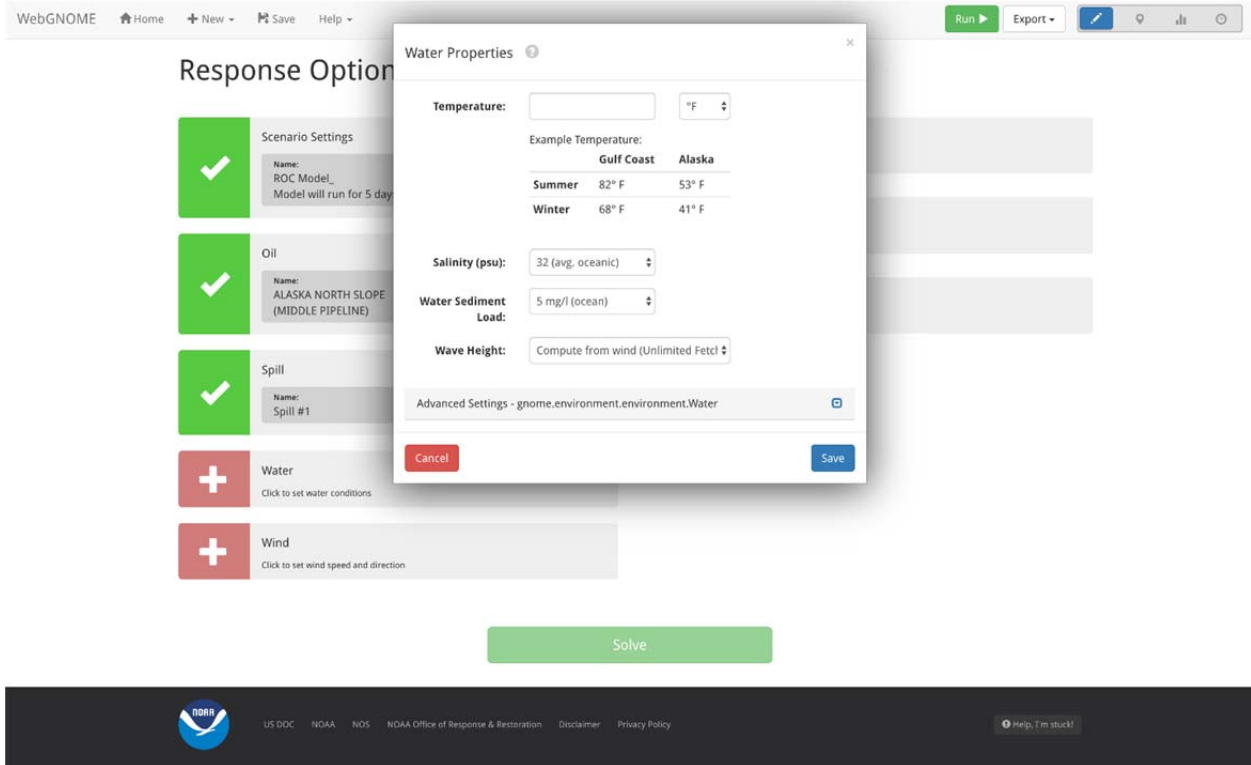 WebGNOME Home + New Save Help Run Export
Response Option
Scenario Settings
Name:
ROC Model_
Model will run for 5 day
Oil
Name:
ALASKA NORTH SLOPE
(MIDDLE PIPELINE)
Spill
Name:
Spill #1
Water
Click to set water conditions
Wind
Click to set wind speed and direction
Water Properties ?
×
Temperature: °F
Example Temperature:
Gulf Coast Alaska
Summer 82° F 53° F
Winter 68° F 41° F
Salinity (psu): 32 (avg. oceanic)
Water Sediment
Load:
5 mg/l (ocean)
Wave Height: Compute from wind (Unlimited Fetcl
Advanced Settings - gnome.environment.environment.Water
Cancel Save
Solve
NOAA
US DOC NOAA NOS NOAA Office of Response & Restoration Disclaimer Privacy Policy
Help, I'm stuck!